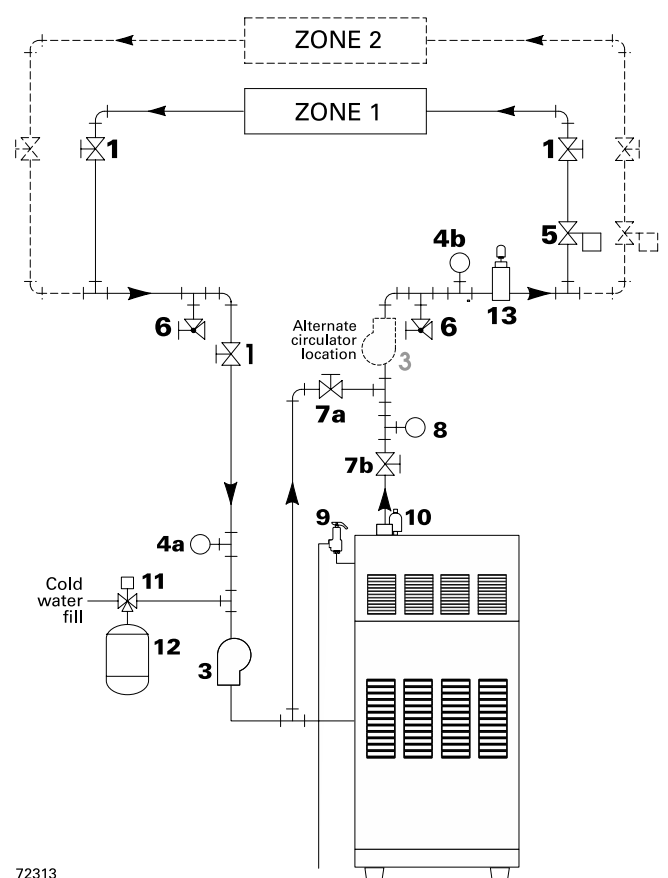 ZONE 2
ZONE 1
1
1
5
4b
6
6
13
Alternate
circulator
location
3
1
7a
8
7b
9
10
4a
11
Cold
water
fill
12
3
72313